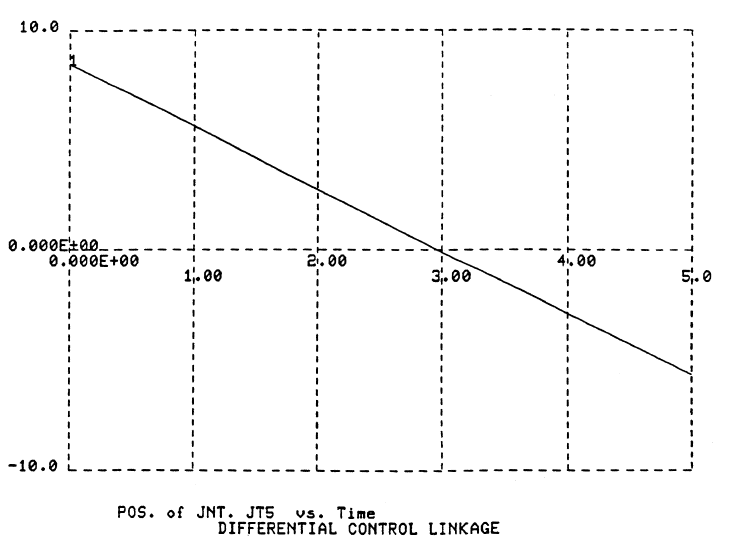 10.0
1
0.000E+00
0.000E+00
1.00
2.00
3.00
4.00
5.0
-10.0
POS. of JNT. JT5 vs. Time
DIFFERENTIAL CONTROL LINKAGE